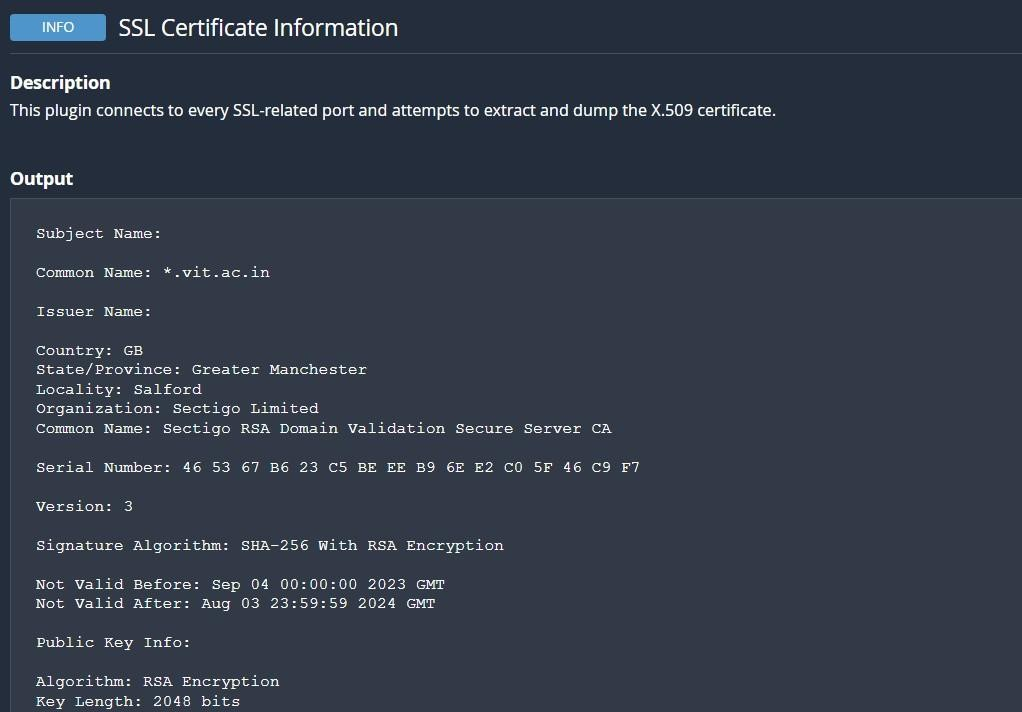 INFO SSL Certificate Information
Description
This plugin connects to every SSL-related port and attempts to extract and dump the X.509 certificate.
Output
Subject Name:
Common Name: *.vit.ac.in
Issuer Name:
Country: GB
State/Province: Greater Manchester
Locality: Salford
Organization: Sectigo Limited
Common Name: Sectigo RSA Domain Validation Secure Server CA
Serial Number: 46 53 67 B6 23 C5 BE EE B9 6E E2 C0 5F 46 C9 F7
Version: 3
Signature Algorithm: SHA-256 With RSA Encryption
Not Valid Before: Sep 04 00:00:00 2023 GMT
Not Valid After: Aug 03 23:59:59 2024 GMT
Public Key Info:
Algorithm: RSA Encryption
Key Length: 2048 bits